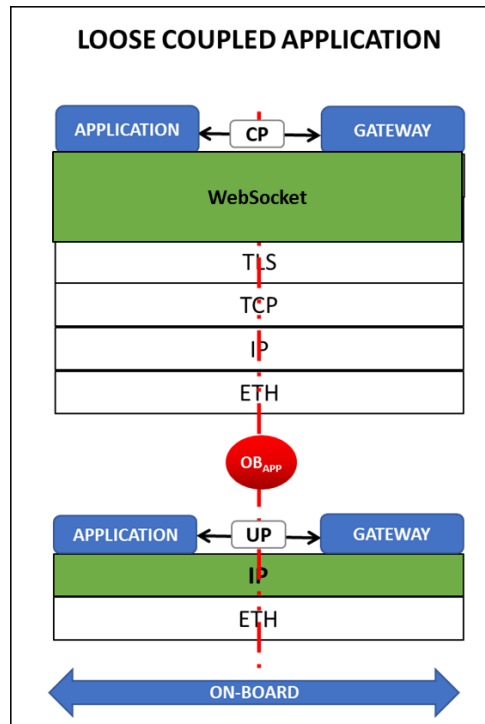 LOOSE COUPLED APPLICATION
APPLICATION CP GATEWAY
WebSocket
TLS
TCP
IP
ETH
OBAPP
APPLICATION UP GATEWAY
IP
ETH
ON-BOARD